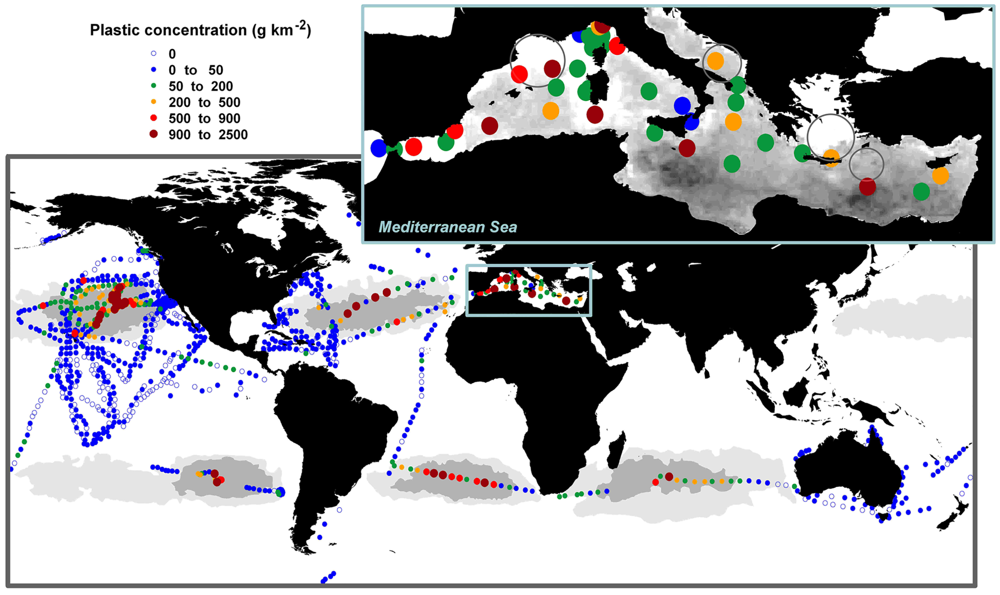 Plastic concentration (g km-2)
0
0 to 50
50 to 200
200 to 500
500 to 900
900 to 2500
Mediterranean Sea